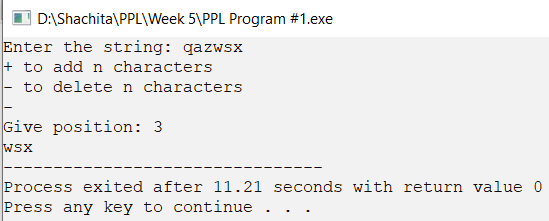 D:\Shachita\PPL\Week 5\PPL Program #1.exe
Enter the string: qazwsx
+ to add n characters
- to delete n characters
-
Give position: 3
wsx
--------------------------------
Process exited after 11.21 seconds with return value 0
Press any key to continue . . .